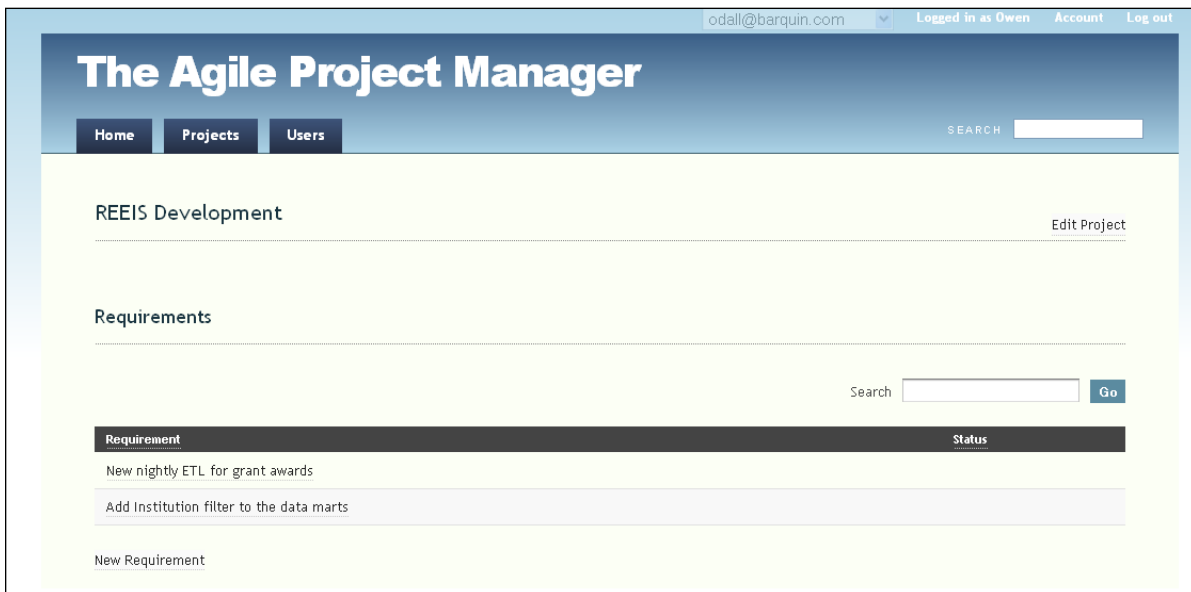 odall@barquin.com Logged in as Owen Account Log out
The Agile Project Manager
Home Projects Users SEARCH
REEIS Development
Edit Project
Requirements
Search Go
Requirement Status
New nightly ETL for grant awards
Add Institution filter to the data marts
New Requirement